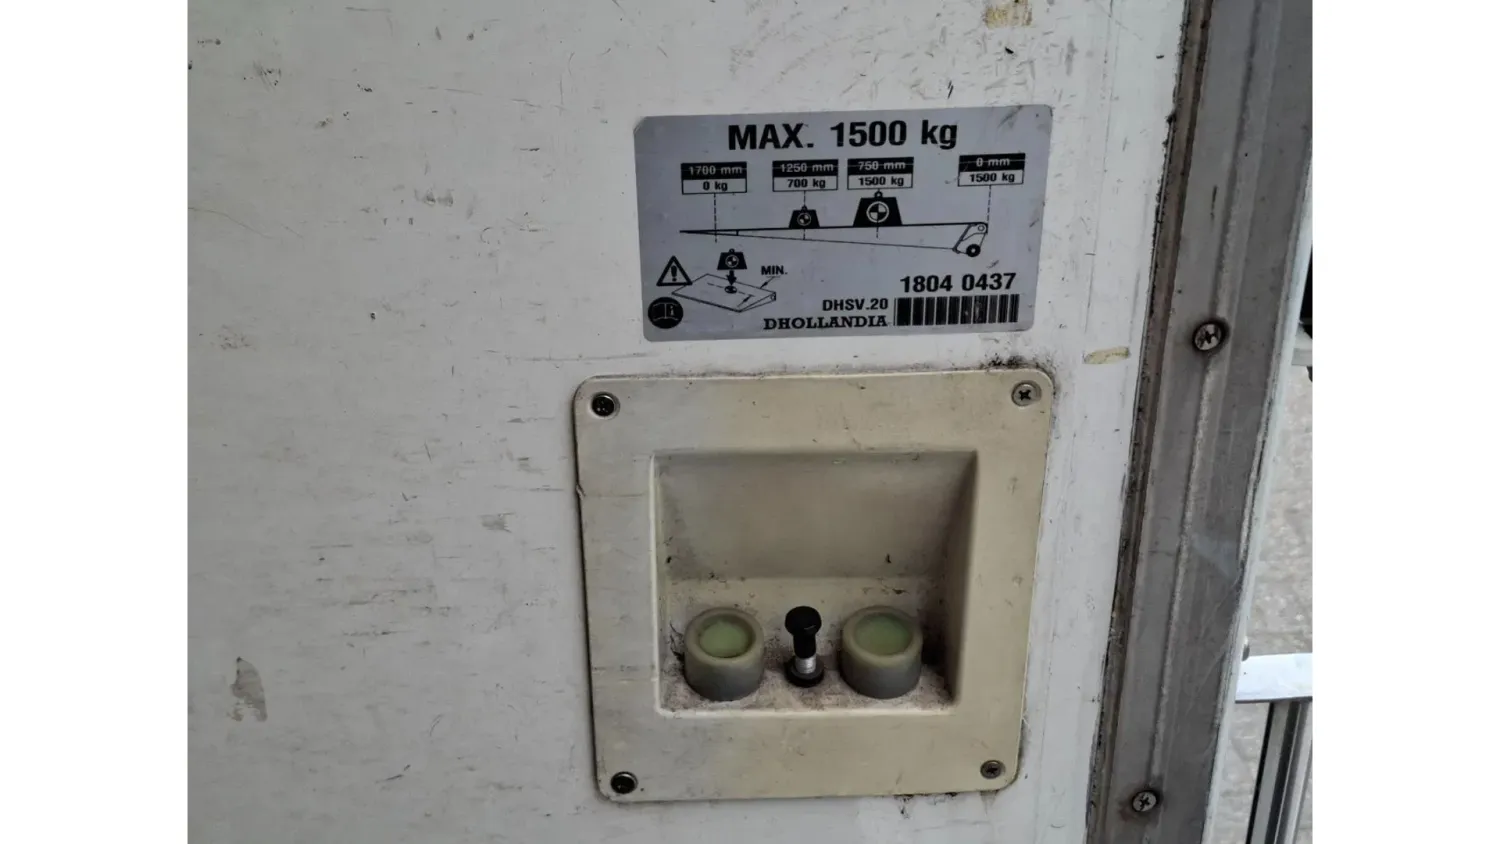 MAX. 1500 kg
1700 mm 1250 mm 750 mm 0 mm
0 kg 700 kg 1500 kg 1500 kg
MIN.
1804 0437
DHSV.20
DHOLLANDIA